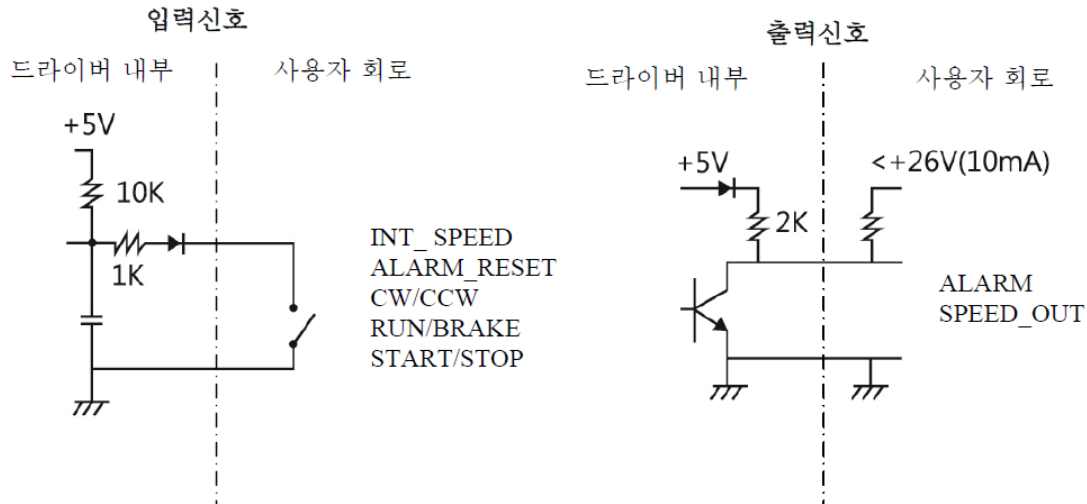 입력신호
드라이버 내부
사용자 회로
+5V
10K
1K
INT_ SPEED
ALARM_RESET
CW/CCW
RUN/BRAKE
START/STOP
출력신호
드라이버 내부
사용자 회로
+5V
<+26V(10mA)
2K
ALARM
SPEED_OUT